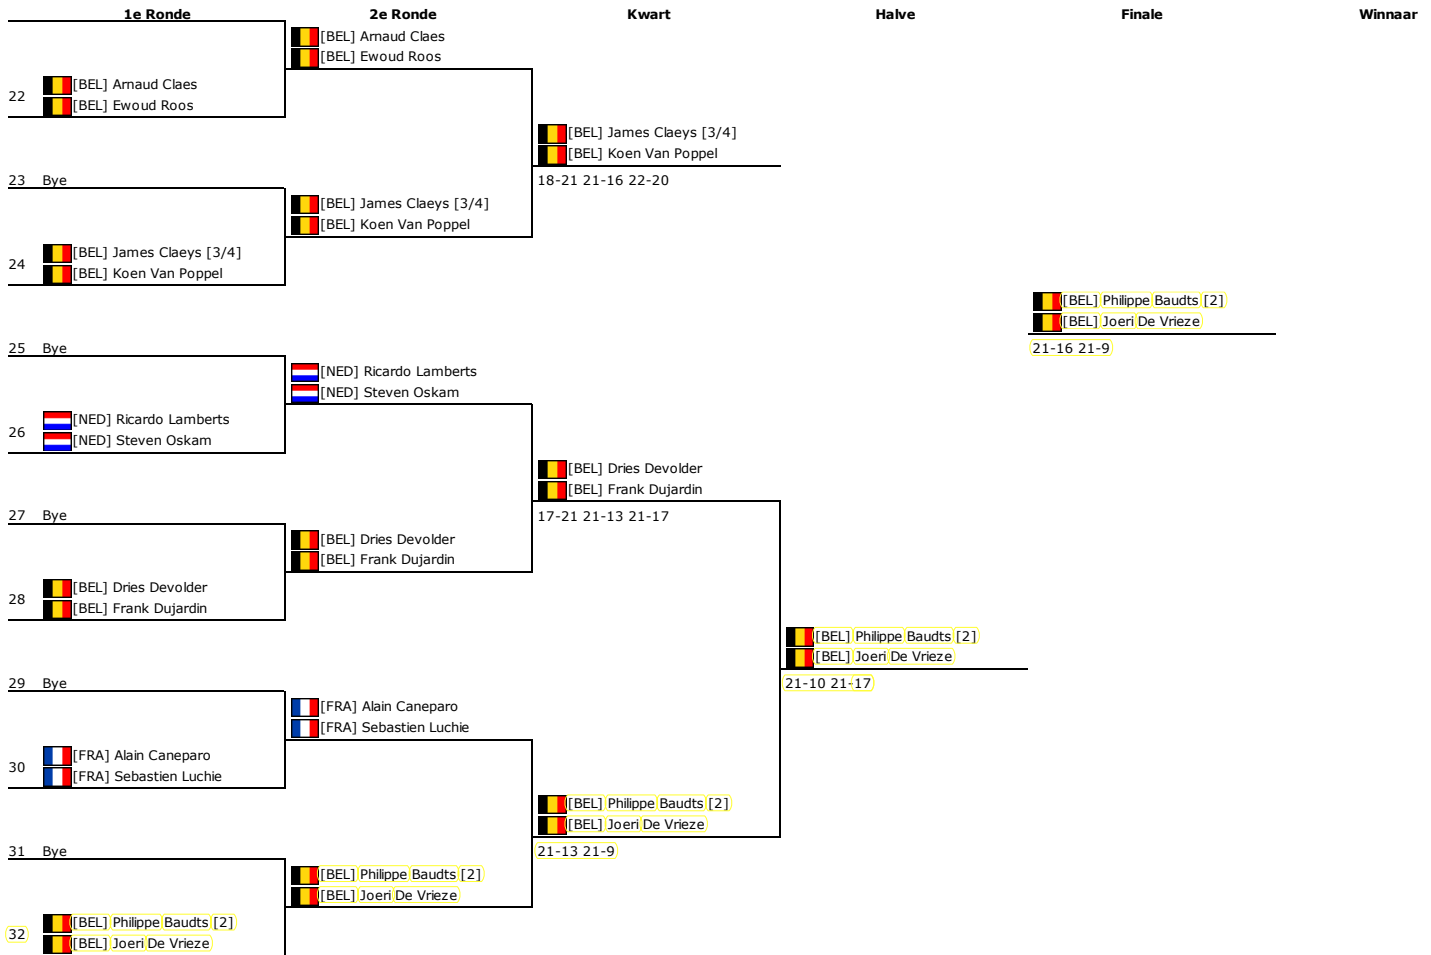 1e Ronde 2e Ronde Kwart Halve Finale Winnaar
[BEL] Arnaud Claes
[BEL] Ewoud Roos
22 [BEL] Arnaud Claes
[BEL] Ewoud Roos
[BEL] James Claeys [3/4]
[BEL] Koen Van Poppel
23 Bye
18-21 21-16 22-20
[BEL] James Claeys [3/4]
[BEL] Koen Van Poppel
24 [BEL] James Claeys [3/4]
[BEL] Koen Van Poppel
[BEL] Philippe Baudts [2]
[BEL] Joeri De Vrieze
25 Bye
21-16 21-9
[NED] Ricardo Lamberts
[NED] Steven Oskam
26 [NED] Ricardo Lamberts
[NED] Steven Oskam
[BEL] Dries Devolder
[BEL] Frank Dujardin
27 Bye
17-21 21-13 21-17
[BEL] Dries Devolder
[BEL] Frank Dujardin
28 [BEL] Dries Devolder
[BEL] Frank Dujardin
[BEL] Philippe Baudts [2]
[BEL] Joeri De Vrieze
29 Bye
21-10 21-17
[FRA] Alain Caneparo
[FRA] Sebastien Luchie
30 [FRA] Alain Caneparo
[FRA] Sebastien Luchie
[BEL] Philippe Baudts [2]
[BEL] Joeri De Vrieze
31 Bye
21-13 21-9
[BEL] Philippe Baudts [2]
[BEL] Joeri De Vrieze
32 [BEL] Philippe Baudts [2]
[BEL] Joeri De Vrieze